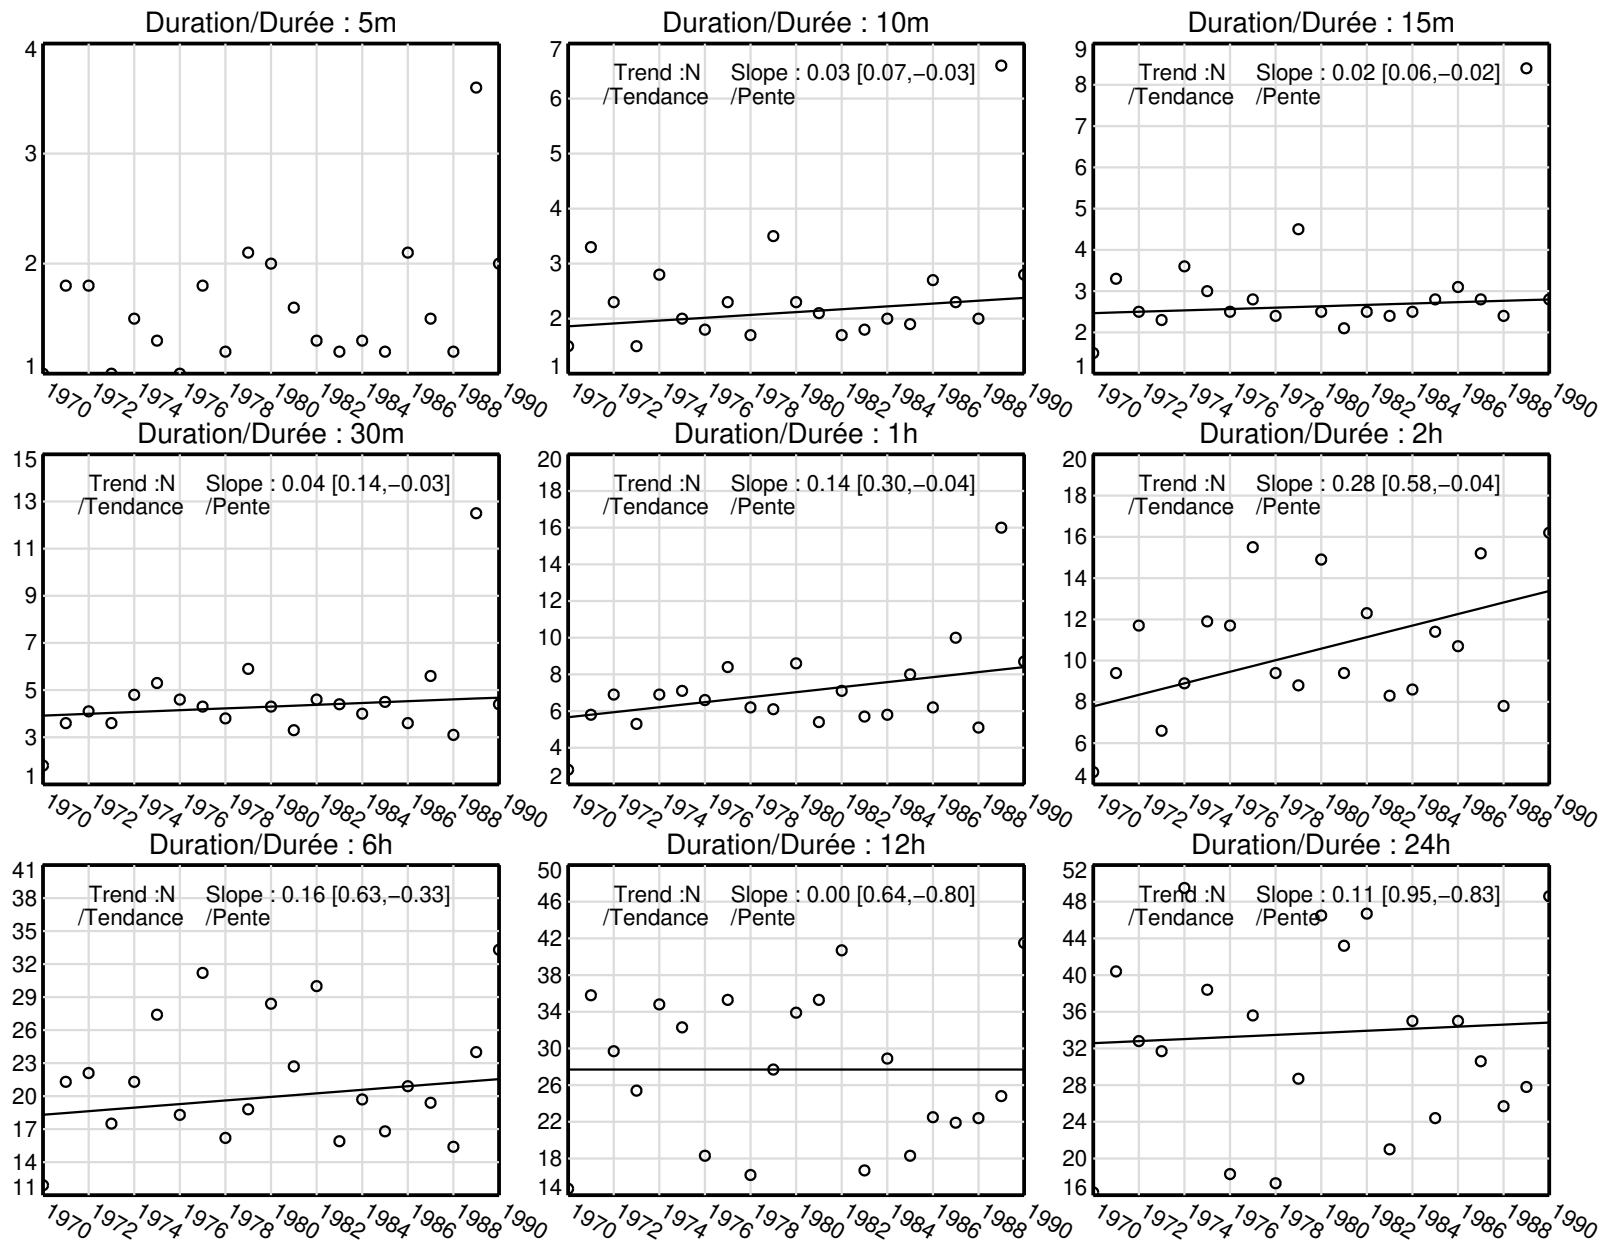 Duration/Durée : 5m
4
3
2
1
1970 1972 1974 1976 1978 1980 1982 1984 1986 1988 1990
Duration/Durée : 10m
Trend :N Slope : 0.03 [0.07,−0.03]
/Tendance /Pente
7
6
5
4
3
2
1
1970 1972 1974 1976 1978 1980 1982 1984 1986 1988 1990
Duration/Durée : 15m
Trend :N Slope : 0.02 [0.06,−0.02]
/Tendance /Pente
9
8
7
6
5
4
3
2
1
1970 1972 1974 1976 1978 1980 1982 1984 1986 1988 1990
Duration/Durée : 30m
Trend :N Slope : 0.04 [0.14,−0.03]
/Tendance /Pente
15
13
11
9
7
5
3
1
1970 1972 1974 1976 1978 1980 1982 1984 1986 1988 1990
Duration/Durée : 1h
Trend :N Slope : 0.14 [0.30,−0.04]
/Tendance /Pente
20
18
16
14
12
10
8
6
4
2
1970 1972 1974 1976 1978 1980 1982 1984 1986 1988 1990
Duration/Durée : 2h
Trend :N Slope : 0.28 [0.58,−0.04]
/Tendance /Pente
20
18
16
14
12
10
8
6
4
1970 1972 1974 1976 1978 1980 1982 1984 1986 1988 1990
Duration/Durée : 6h
Trend :N Slope : 0.16 [0.63,−0.33]
/Tendance /Pente
41
38
35
32
29
26
23
20
17
14
11
1970 1972 1974 1976 1978 1980 1982 1984 1986 1988 1990
Duration/Durée : 12h
Trend :N Slope : 0.00 [0.64,−0.80]
/Tendance /Pente
50
46
42
38
34
30
26
22
18
14
1970 1972 1974 1976 1978 1980 1982 1984 1986 1988 1990
Duration/Durée : 24h
Trend :N Slope : 0.11 [0.95,−0.83]
/Tendance /Pente
52
48
44
40
36
32
28
24
20
16
1970 1972 1974 1976 1978 1980 1982 1984 1986 1988 1990